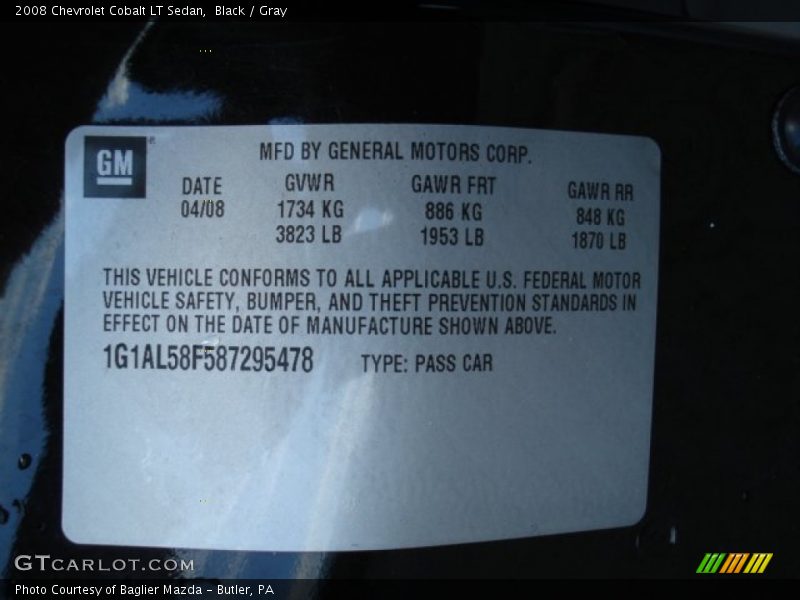 2008 Chevrolet Cobalt LT Sedan, Black / Gray
GM ®
MFD BY GENERAL MOTORS CORP.
DATE GVWR GAWR FRT GAWR RR
04/08 1734 KG 886 KG 848 KG
3823 LB 1953 LB 1870 LB
THIS VEHICLE CONFORMS TO ALL APPLICABLE U.S. FEDERAL MOTOR
VEHICLE SAFETY, BUMPER, AND THEFT PREVENTION STANDARDS IN
EFFECT ON THE DATE OF MANUFACTURE SHOWN ABOVE.
1G1AL58F587295478 TYPE: PASS CAR
GTCARLOT.COM
Photo Courtesy of Baglier Mazda - Butler, PA